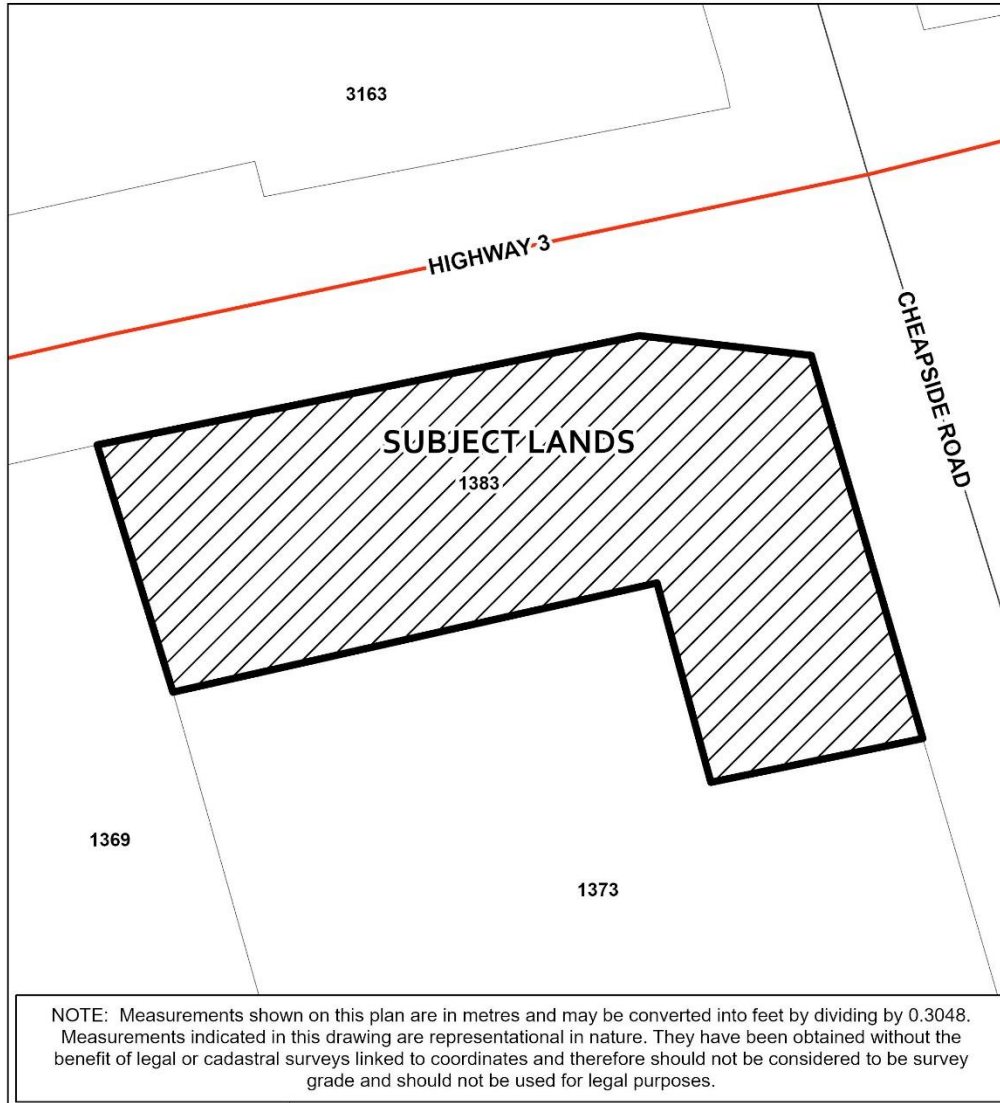 3163
HIGHWAY 3
CHEAPSIDE ROAD
SUBJECT LANDS
1383
1369
1373
NOTE: Measurements shown on this plan are in metres and may be converted into feet by dividing by 0.3048.
Measurements indicated in this drawing are representational in nature. They have been obtained without the
benefit of legal or cadastral surveys linked to coordinates and therefore should not be considered to be survey
grade and should not be used for legal purposes.